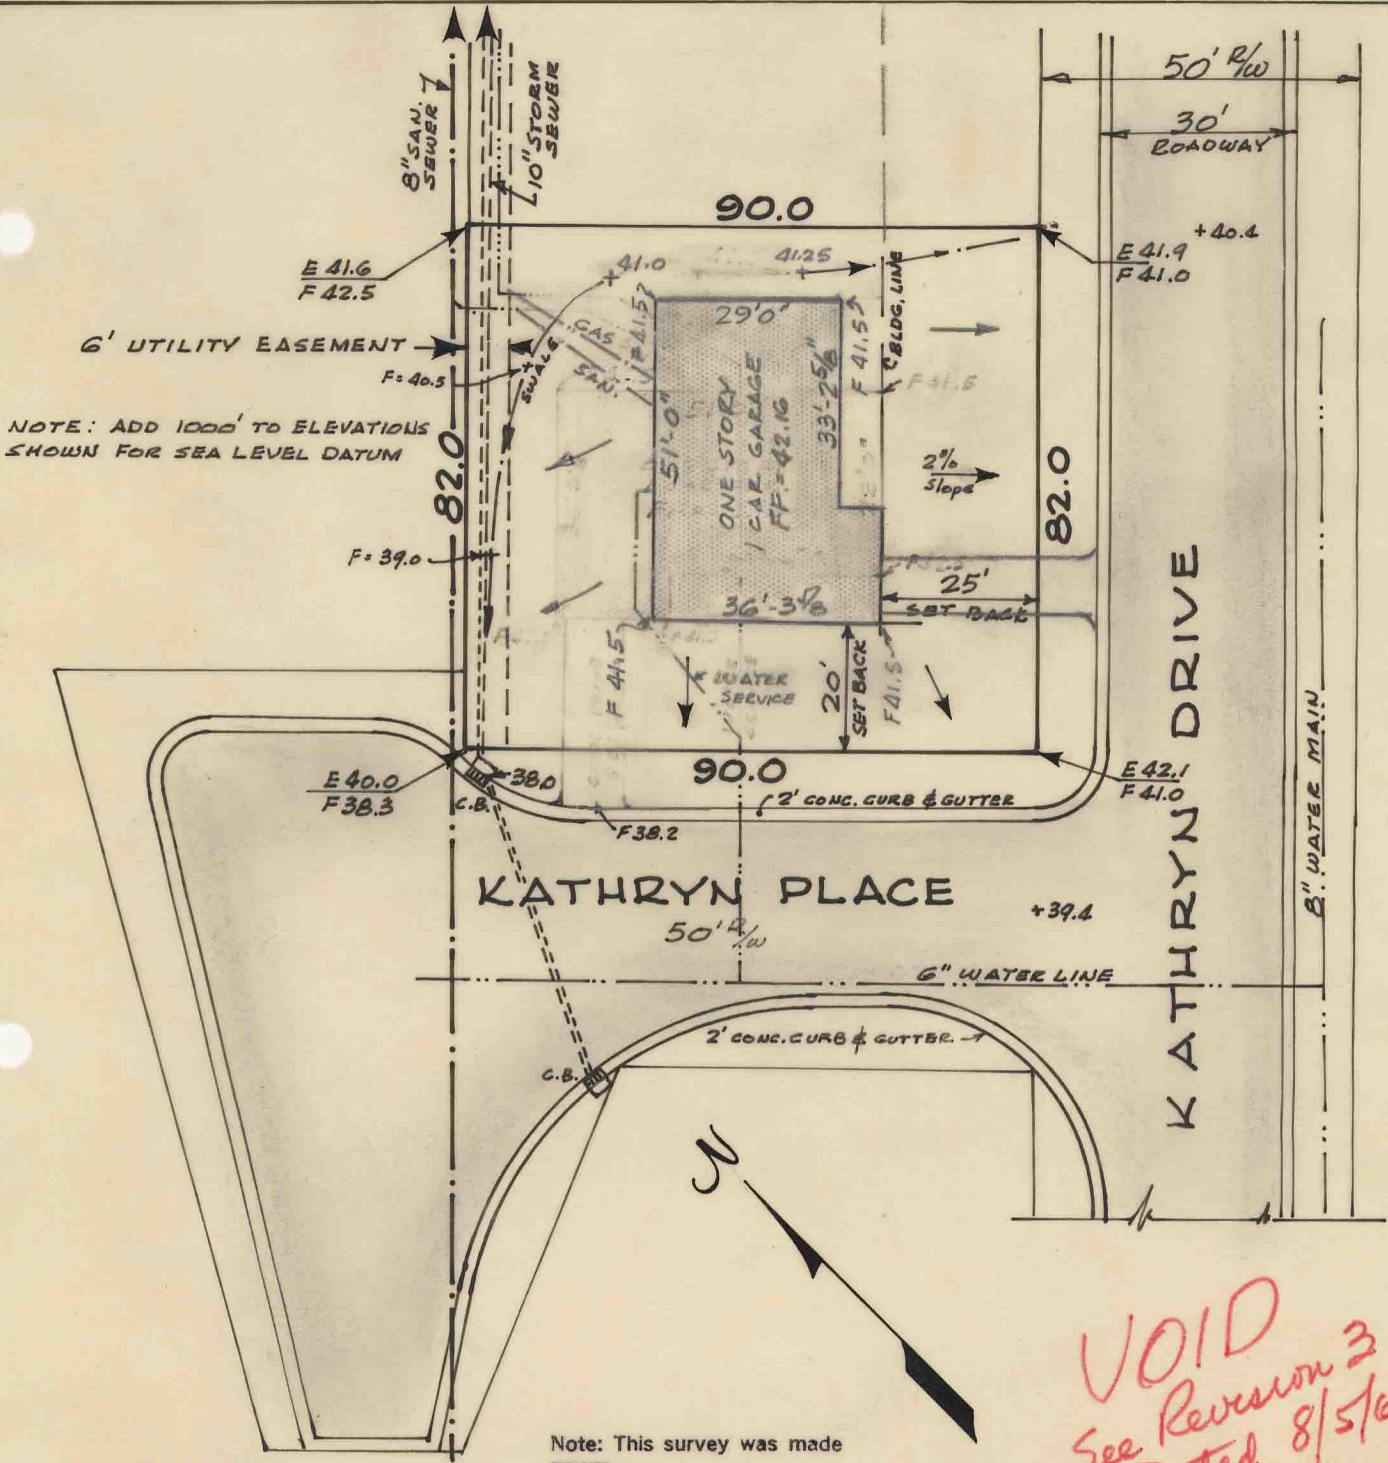 50' R/W
8" SAN.
SEWER
10" STORM
SEWER
30'
ROADWAY
90.0
+40.4
E 41.6
F 42.5
+41.0
41.25
E 41.9
F 41.0
BLDG. LINE
6' UTILITY EASEMENT
F=40.5
SWALE
GAS
SAN.
F 41.5
29'0"
F 41.5
F 41.5
NOTE: ADD 1000' TO ELEVATIONS
SHOWN FOR SEA LEVEL DATUM
82.0
51'-0"
ONE STORY
1 CAR GARAGE
FF.=42.16
33'-2 5/8"
2%
Slope
82.0
F=39.0
36'-3 7/8
25'
SET BACK
F 41.5
WATER
SERVICE
20'
SET BACK
F 41.5
E 40.0
F 38.3
C.B.
38.0
90.0
2' CONC. CURB & GUTTER
E 42.1
F 41.0
F 38.2
KATHRYN PLACE
50' R/W
+39.4
KATHRYN DRIVE
8" WATER MAIN
6" WATER LINE
2' CONC. CURB & GUTTER
C.B.
N
VOID
See Revision 3
8/5/6
Note: This survey was made